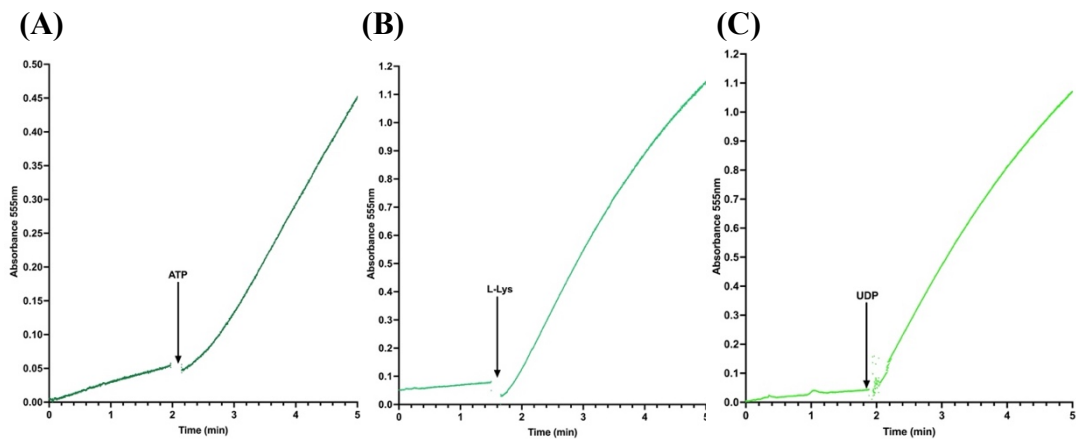 (A)
Absorbance 555nm
0.50
0.45
0.40
0.35
0.30
0.25
0.20
0.15
0.10
0.05
0.00
ATP
0 1 2 3 4 5
Time (min)
(B)
Absorbance 555nm
1.2
1.1
1.0
0.9
0.8
0.7
0.6
0.5
0.4
0.3
0.2
0.1
0.0
L-Lys
0 1 2 3 4 5
Time (min)
(C)
Absorbance 555nm
1.2
1.1
1.0
0.9
0.8
0.7
0.6
0.5
0.4
0.3
0.2
0.1
0.0
UDP
0 1 2 3 4 5
Time (min)